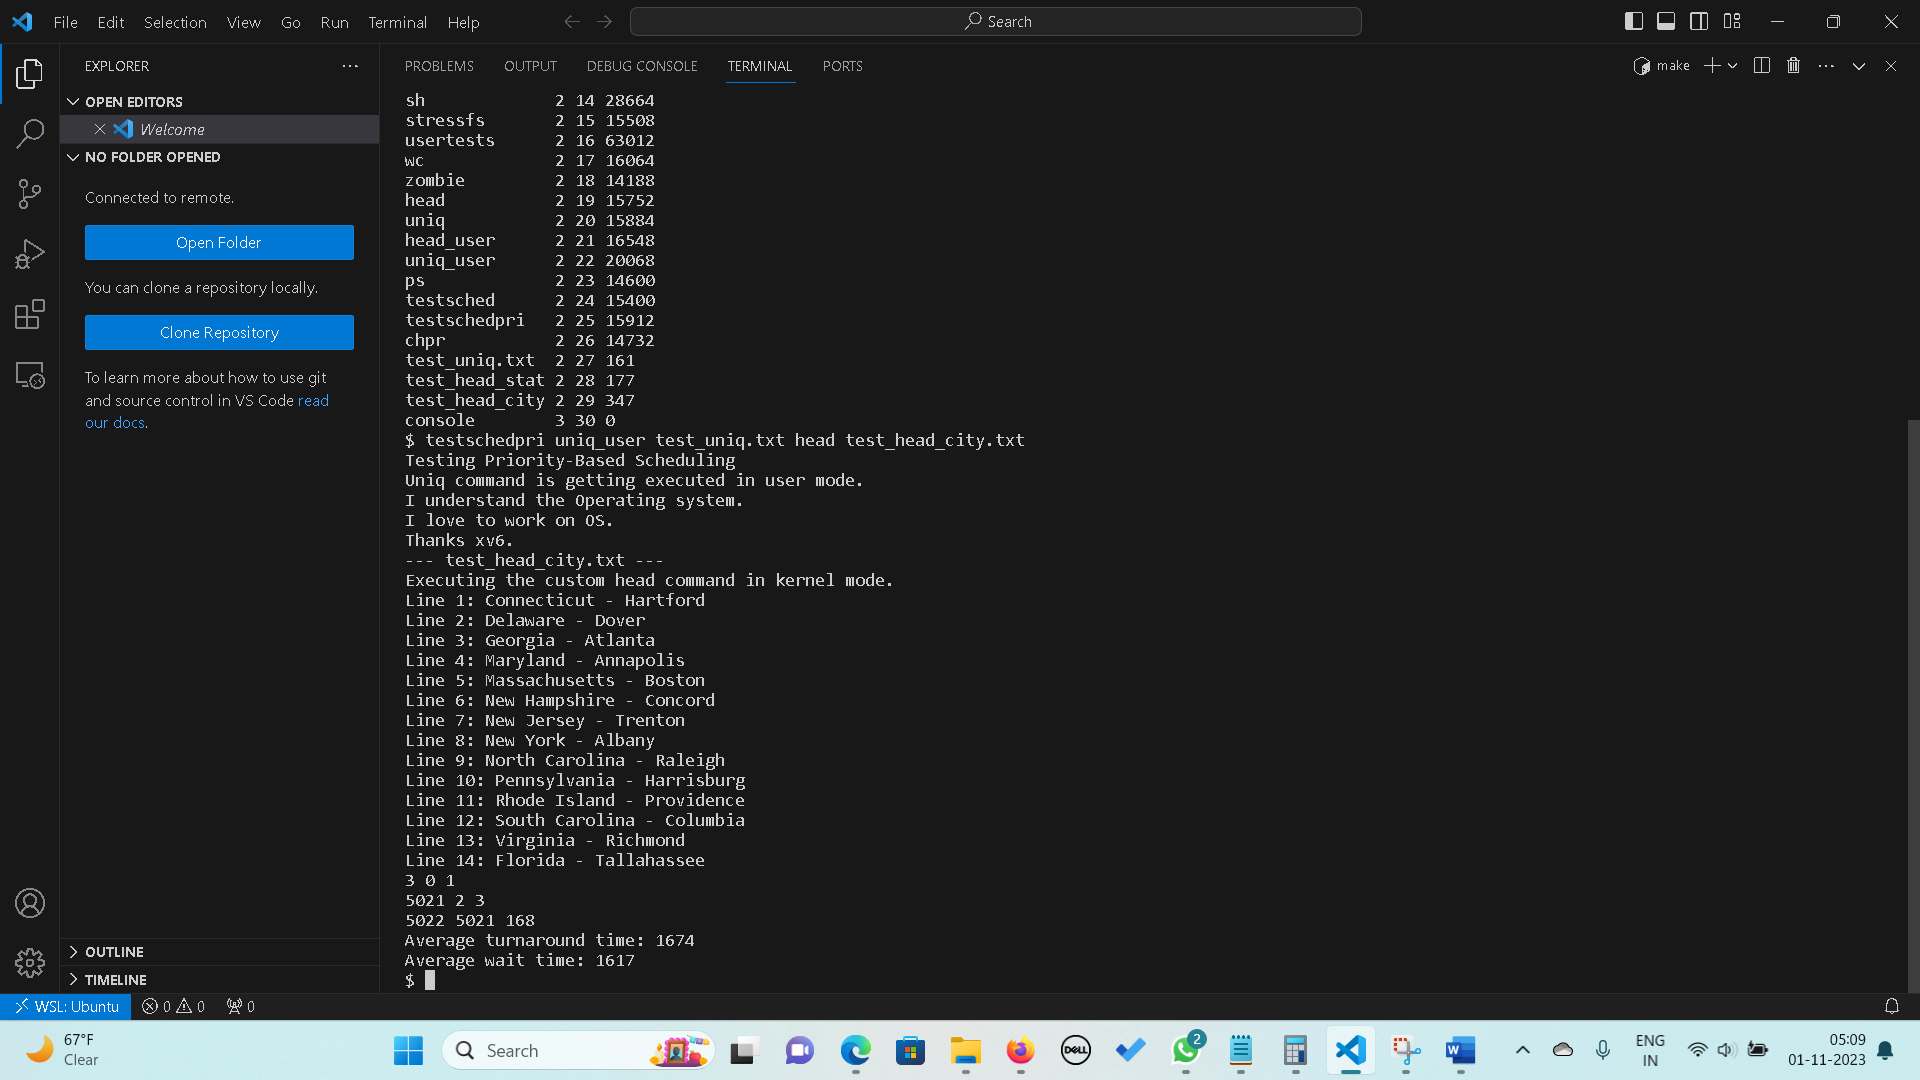 File Edit Selection View Go Run Terminal Help Search
EXPLORER
OPEN EDITORS
Welcome
NO FOLDER OPENED
Connected to remote.
Open Folder
You can clone a repository locally.
Clone Repository
To learn more about how to use git
and source control in VS Code read
our docs.
OUTLINE
TIMELINE
PROBLEMS OUTPUT DEBUG CONSOLE TERMINAL PORTS make
sh 2 14 28664
stressfs 2 15 15508
usertests 2 16 63012
wc 2 17 16064
zombie 2 18 14188
head 2 19 15752
uniq 2 20 15884
head_user 2 21 16548
uniq_user 2 22 20068
ps 2 23 14600
testsched 2 24 15400
testschedpri 2 25 15912
chpr 2 26 14732
test_uniq.txt 2 27 161
test_head_stat 2 28 177
test_head_city 2 29 347
console 3 30 0
$ testschedpri uniq_user test_uniq.txt head test_head_city.txt
Testing Priority-Based Scheduling
Uniq command is getting executed in user mode.
I understand the Operating system.
I love to work on OS.
Thanks xv6.
--- test_head_city.txt ---
Executing the custom head command in kernel mode.
Line 1: Connecticut - Hartford
Line 2: Delaware - Dover
Line 3: Georgia - Atlanta
Line 4: Maryland - Annapolis
Line 5: Massachusetts - Boston
Line 6: New Hampshire - Concord
Line 7: New Jersey - Trenton
Line 8: New York - Albany
Line 9: North Carolina - Raleigh
Line 10: Pennsylvania - Harrisburg
Line 11: Rhode Island - Providence
Line 12: South Carolina - Columbia
Line 13: Virginia - Richmond
Line 14: Florida - Tallahassee
3 0 1
5021 2 3
5022 5021 168
Average turnaround time: 1674
Average wait time: 1617
$
WSL: Ubuntu 0 0 0
67°F
Clear
Search
DELL
2
W
ENG
IN
05:09
01-11-2023